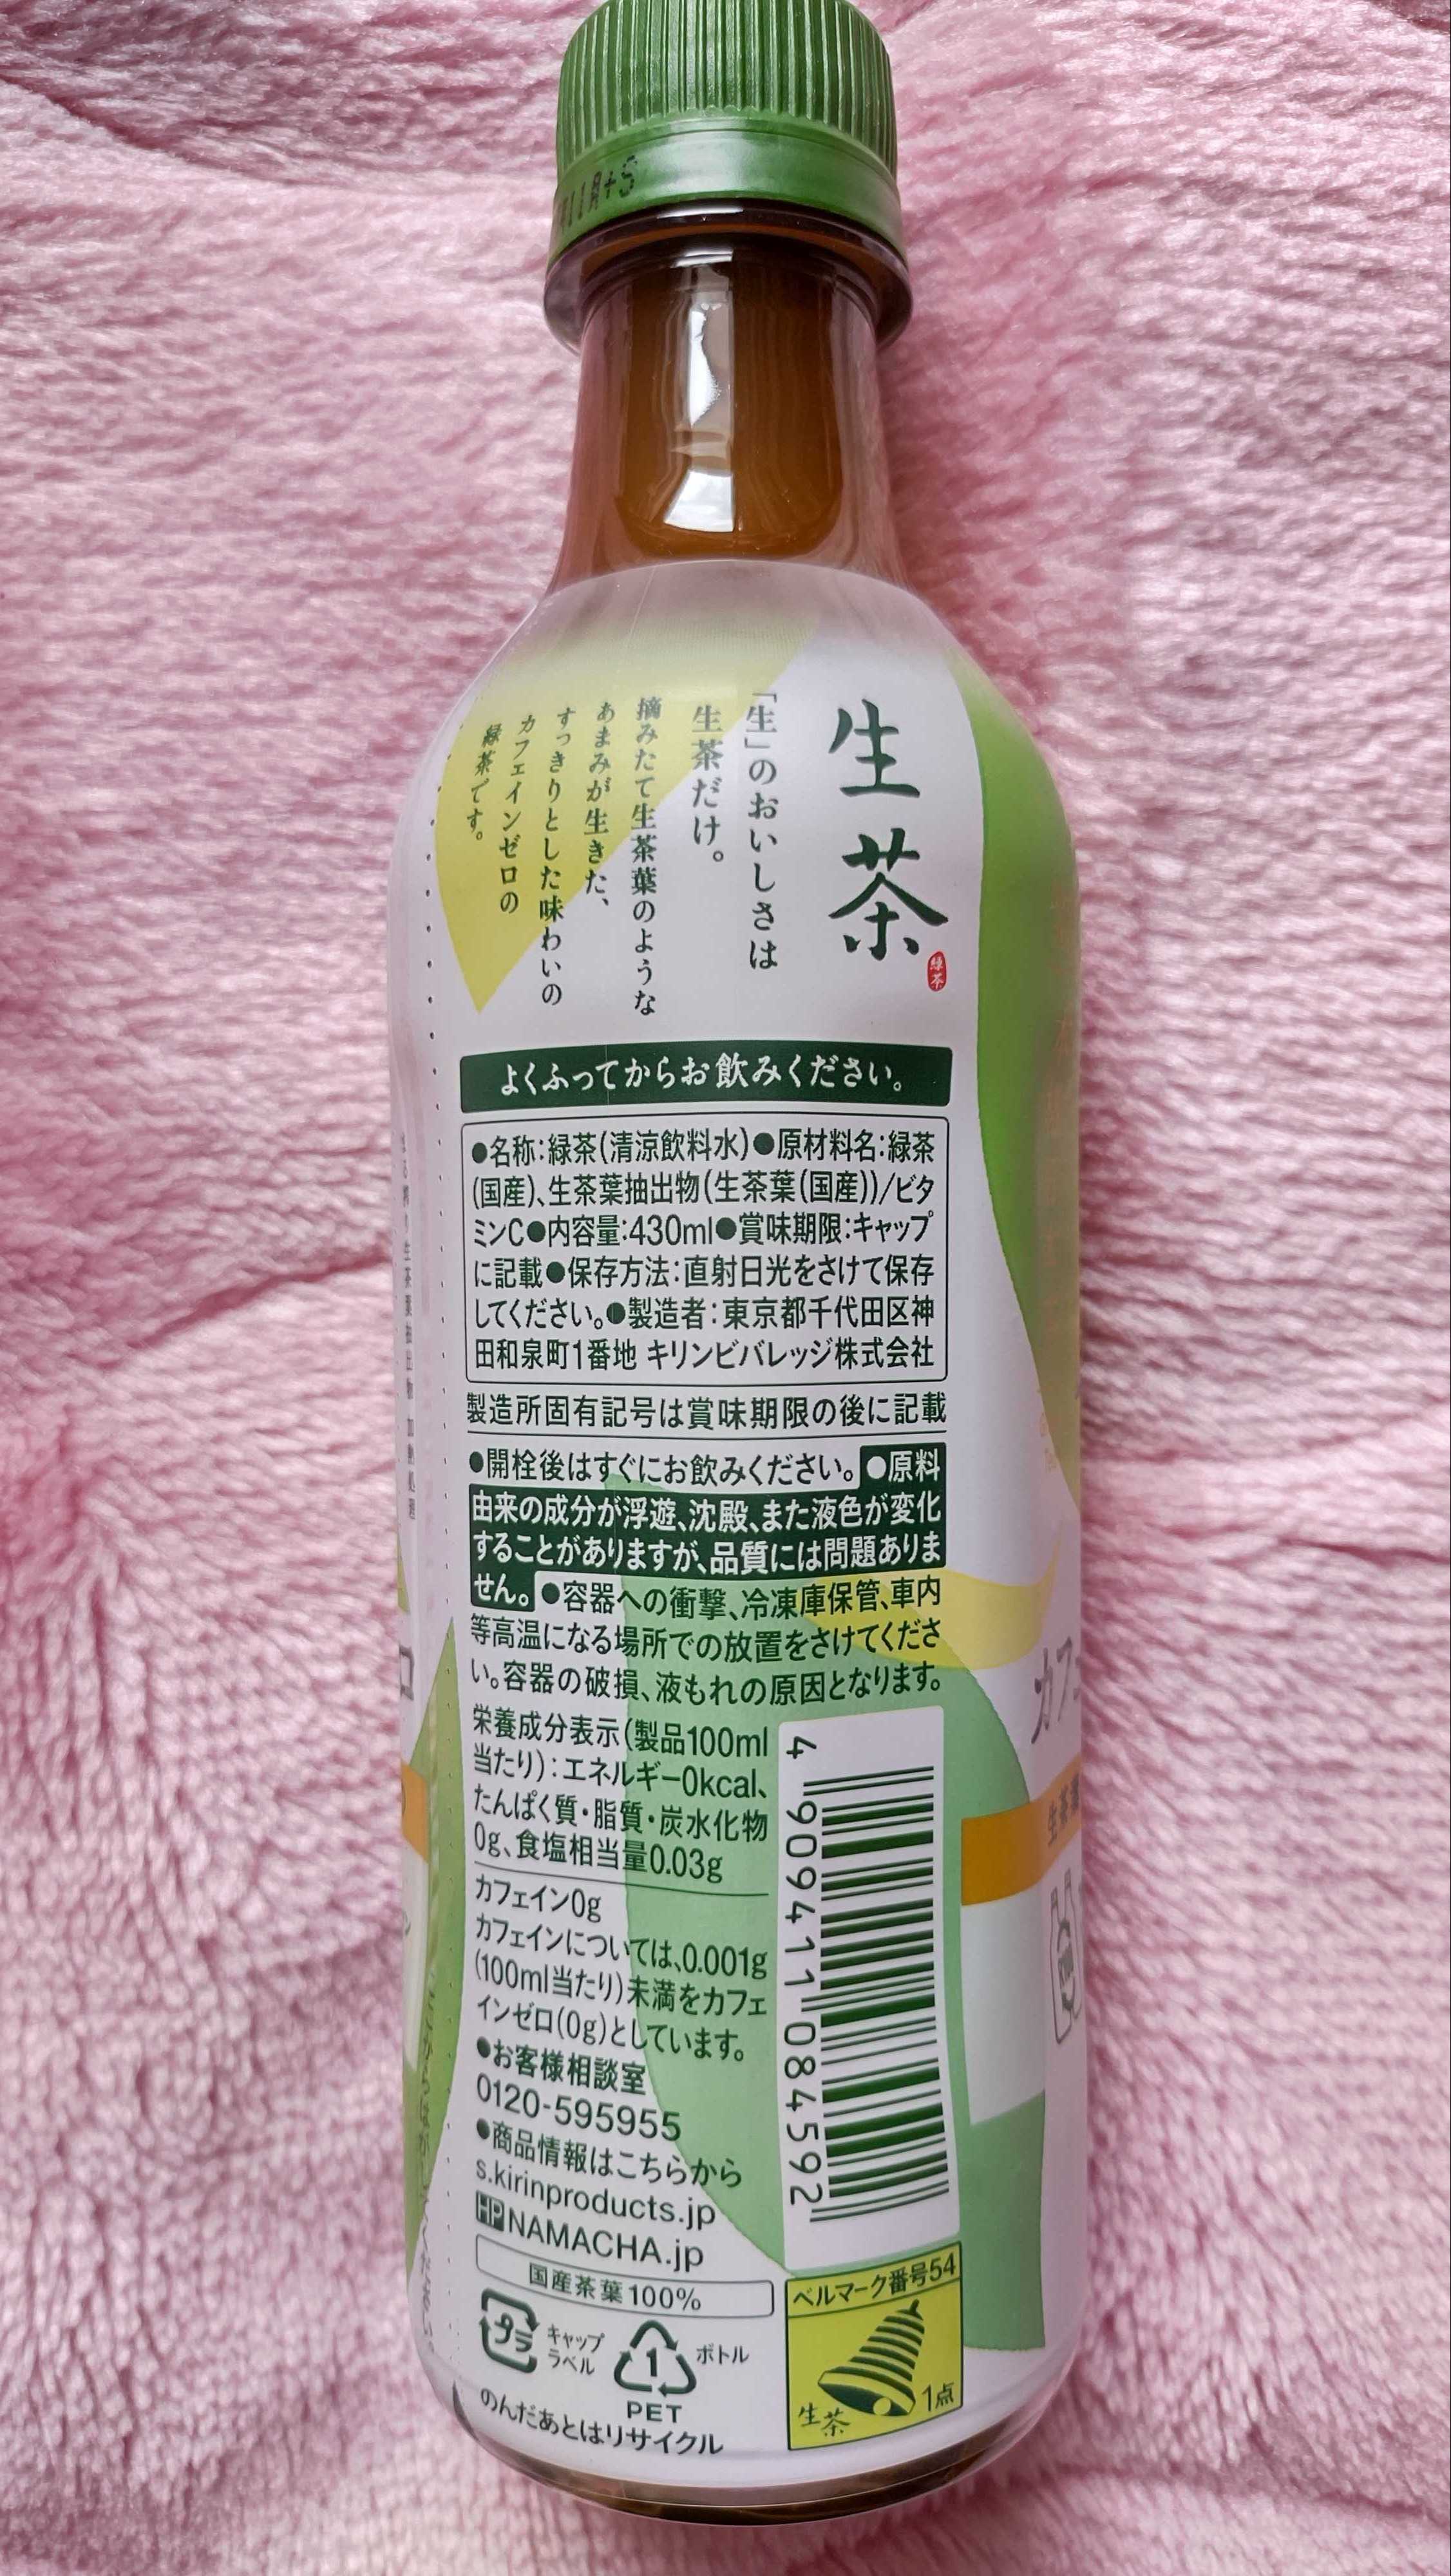 生茶
緑茶
「生」のおいしさは
生茶だけ。
摘みたて生茶葉のような
あまみが生きた、
すっきりとした味わいの
カフェインゼロの
緑茶です。
よくふってからお飲みください。
●名称:緑茶(清涼飲料水)●原材料名:緑茶
(国産)、生茶葉抽出物(生茶葉(国産))/ビタ
ミンC●内容量:430ml●賞味期限:キャップ
に記載●保存方法:直射日光をさけて保存
してください。●製造者:東京都千代田区神
田和泉町1番地 キリンビバレッジ株式会社
製造所固有記号は賞味期限の後に記載
●開栓後はすぐにお飲みください。●原料
由来の成分が浮遊、沈殿、また液色が変化
することがありますが、品質には問題ありま
せん。●容器への衝撃、冷凍庫保管、車内
等高温になる場所での放置をさけてくださ
い。容器の破損、液もれの原因となります。
栄養成分表示(製品100ml
当たり):エネルギー0kcal、
たんぱく質・脂質・炭水化物
0g、食塩相当量0.03g
カフェイン0g
カフェインについては、0.001g
(100ml当たり)未満をカフェ
インゼロ(0g)としています。
●お客様相談室
0120-595955
●商品情報はこちらから
s.kirinproducts.jp
HP NAMACHA.jp
国産茶葉100%
プラ
キャップ
ラベル
1
PET
ボトル
のんだあとはリサイクル
4 909411 084592
ベルマーク番号54
生茶
1点
カフ
生茶葉